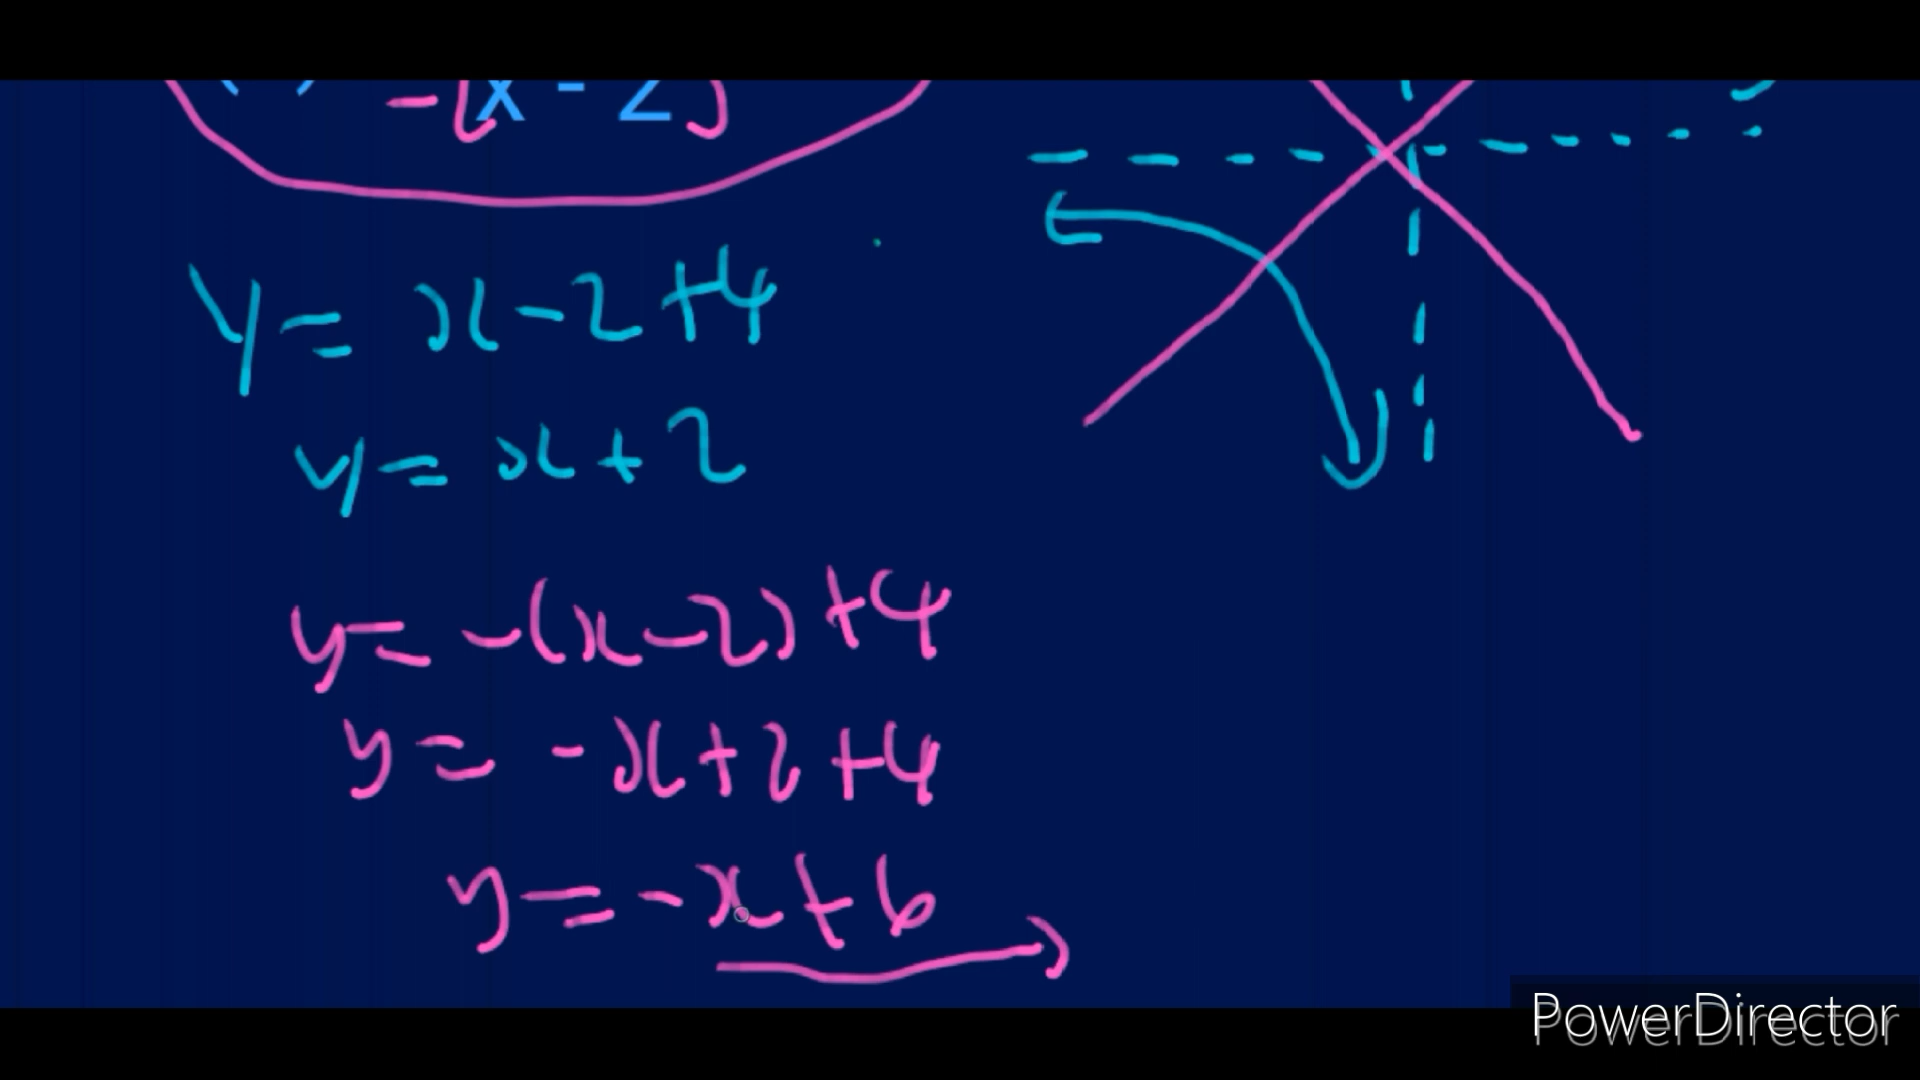 -(x - 2)
y = x - 2 + 4
y = x + 2
y = -(x - 2) + 4
y = -x + 2 + 4
y = -x + 6
PowerDirector